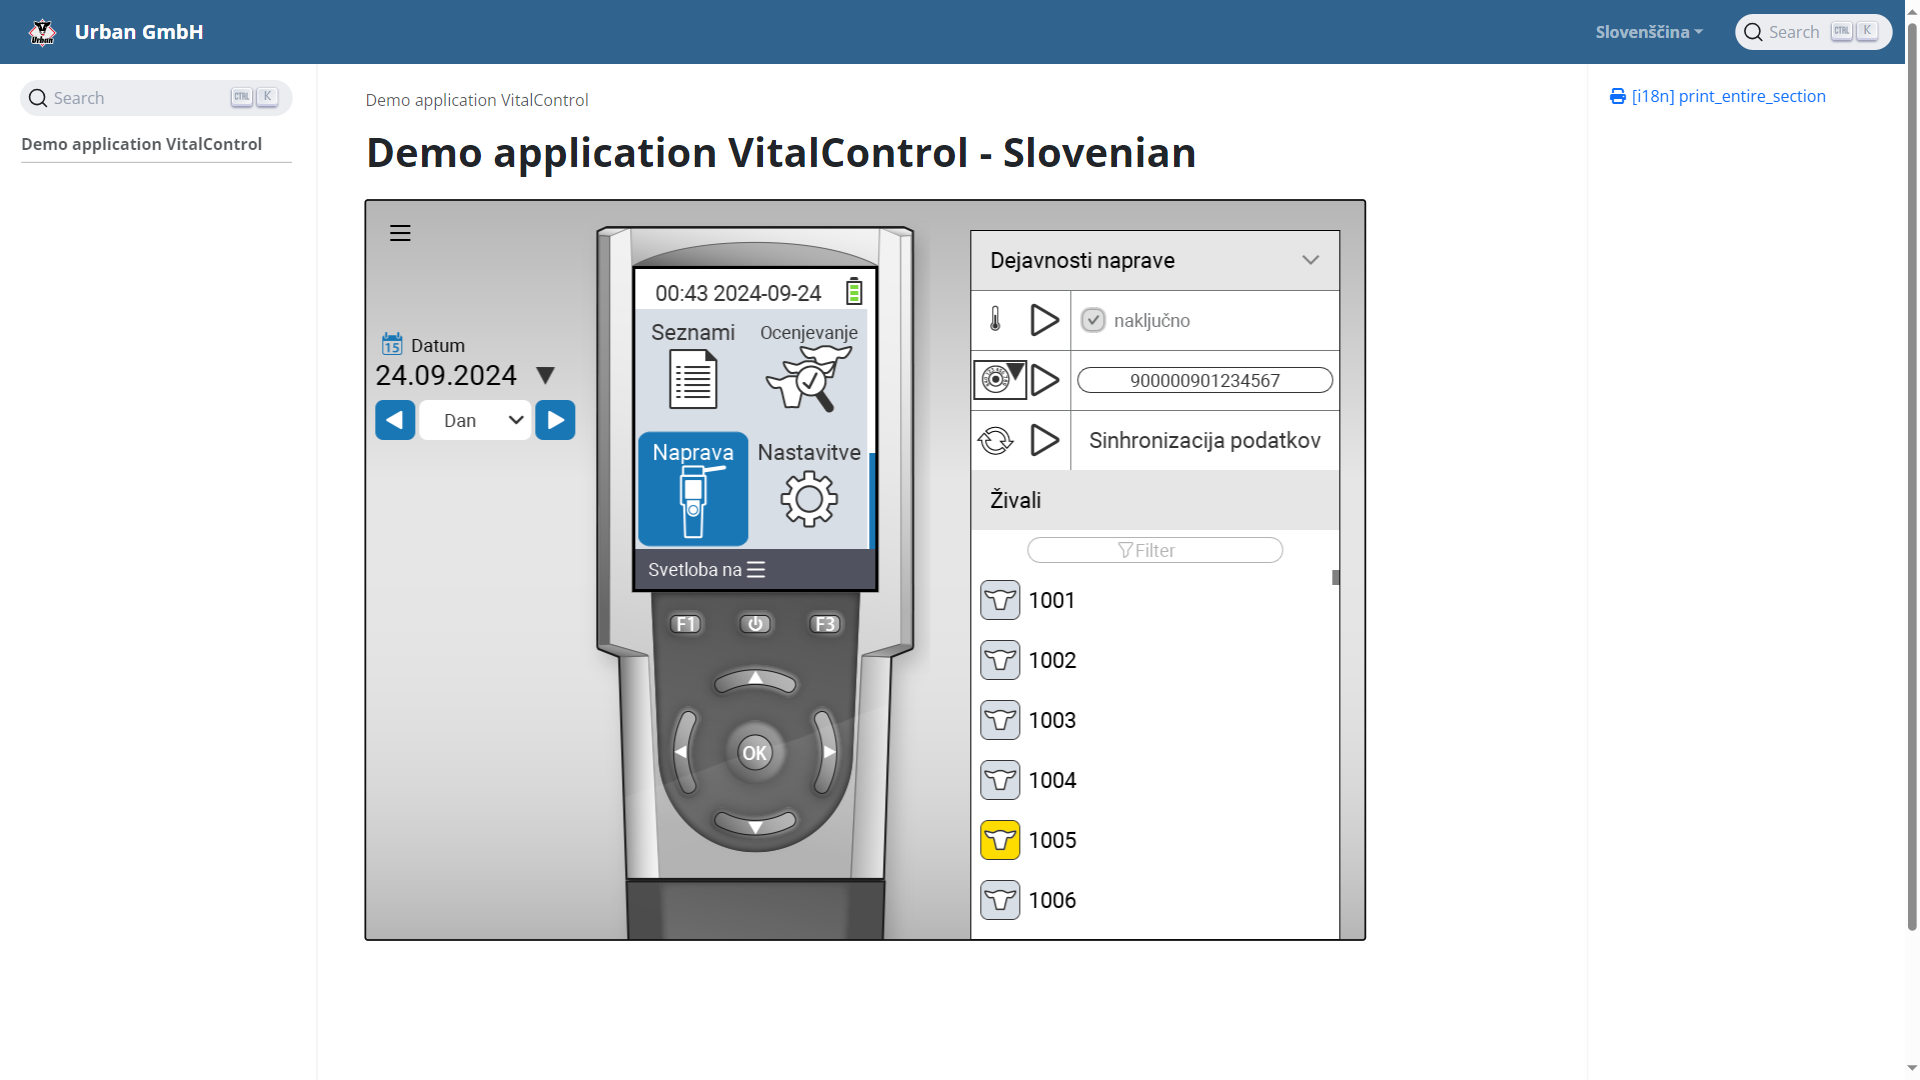 Urban GmbH
Slovenščina
Search CTRL K
Search CTRL K
Demo application VitalControl
Demo application VitalControl
Demo application VitalControl - Slovenian
[i18n] print_entire_section
15 Datum
24.09.2024
Dan
00:43 2024-09-24
Seznami Ocenjevanje
Naprava Nastavitve
Svetloba na
F1 F3
OK
Dejavnosti naprave
naključno
900000901234567
Sinhronizacija podatkov
Živali
Filter
1001
1002
1003
1004
1005
1006